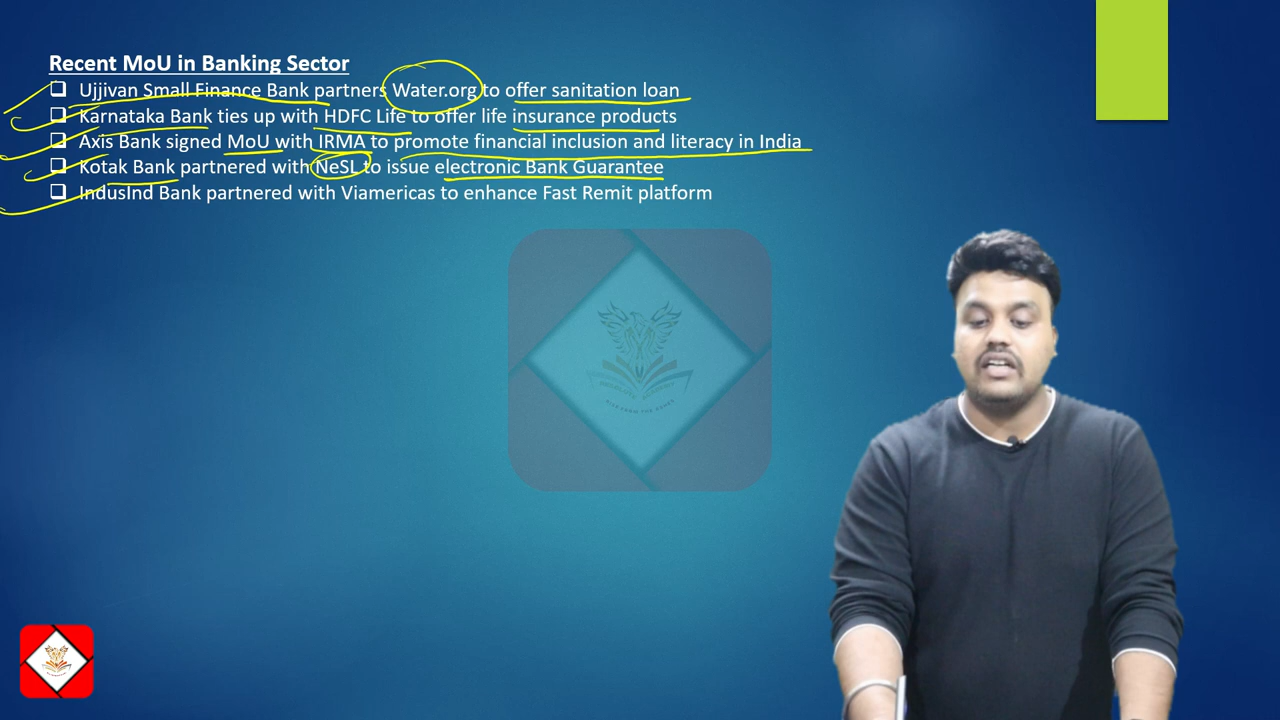 Recent MoU in Banking Sector
Ujjivan Small Finance Bank partners Water.org to offer sanitation loan
Karnataka Bank ties up with HDFC Life to offer life insurance products
Axis Bank signed MoU with IRMA to promote financial inclusion and literacy in India
Kotak Bank partnered with NeSL to issue electronic Bank Guarantee
IndusInd Bank partnered with Viamericas to enhance Fast Remit platform